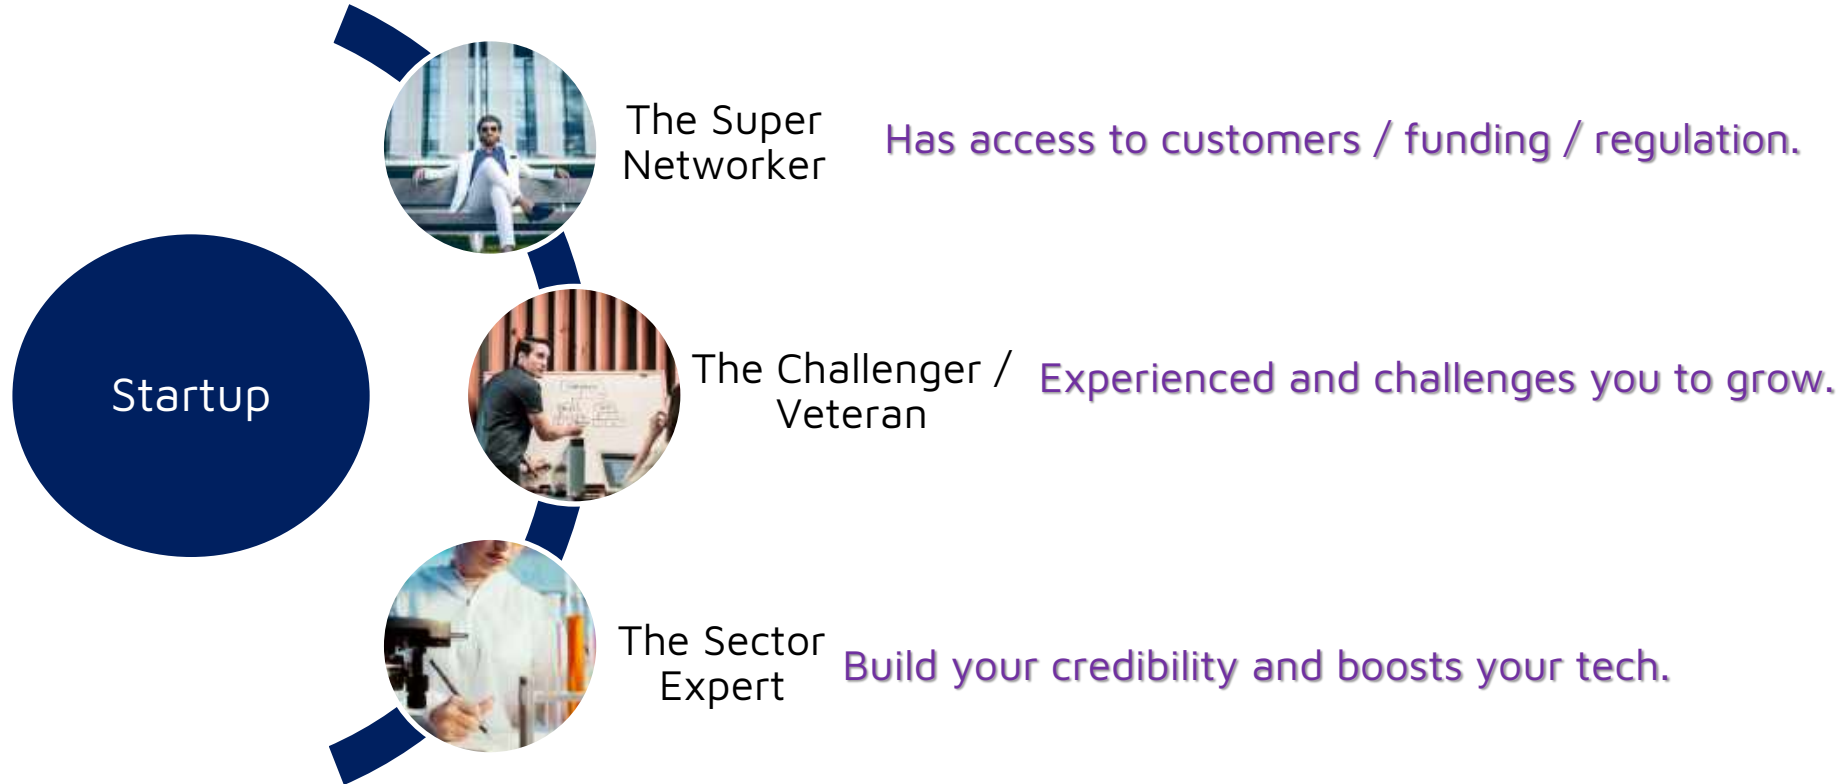 The Super
Networker
Has access to customers / funding / regulation.
Startup
The Challenger /
Veteran
Experienced and challenges you to grow.
The Sector
Expert
Build your credibility and boosts your tech.